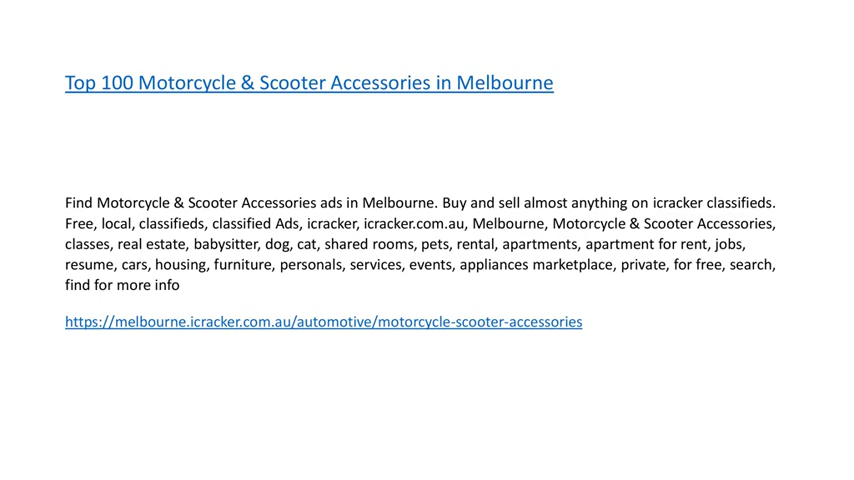 Top 100 Motorcycle & Scooter Accessories in Melbourne
Find Motorcycle & Scooter Accessories ads in Melbourne. Buy and sell almost anything on icracker classifieds.
Free, local, classifieds, classified Ads, icracker, icracker.com.au, Melbourne, Motorcycle & Scooter Accessories,
classes, real estate, babysitter, dog, cat, shared rooms, pets, rental, apartments, apartment for rent, jobs,
resume, cars, housing, furniture, personals, services, events, appliances marketplace, private, for free, search,
find for more info
https://melbourne.icracker.com.au/automotive/motorcycle-scooter-accessories